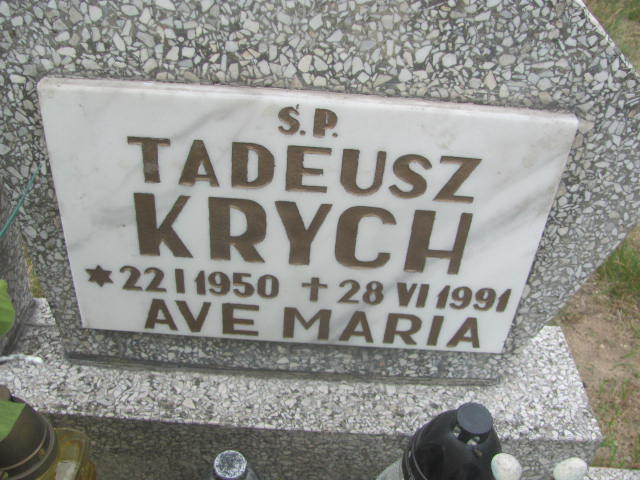 Ś.P.
TADEUSZ
KRYCH
✶ 22 I 1950 ✝ 28 VI 1991
AVE MARIA